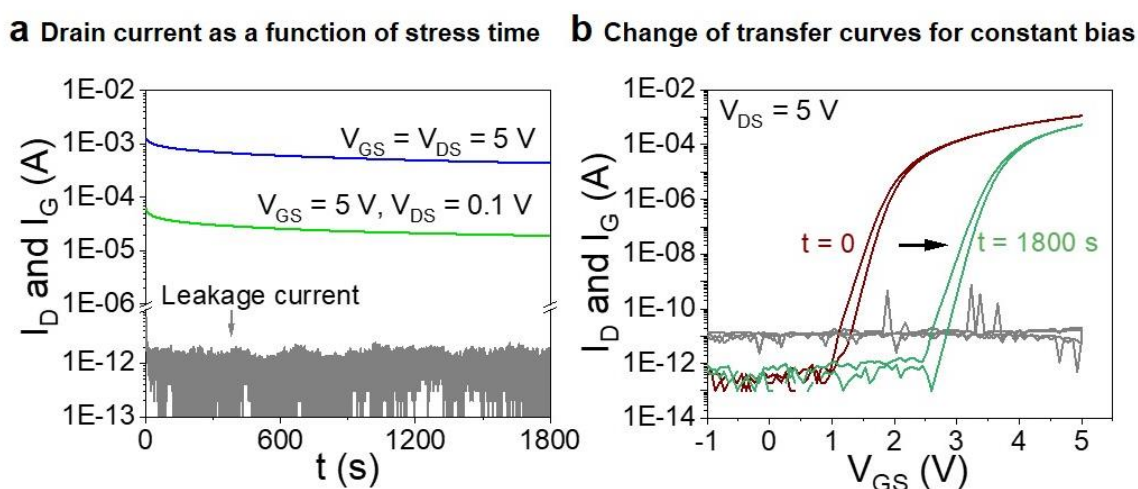 a Drain current as a function of stress time
1E-02
1E-03
1E-04
1E-05
1E-06
1E-12
1E-13
I_D and I_G (A)
V_GS = V_DS = 5 V
V_GS = 5 V, V_DS = 0.1 V
Leakage current
0 600 1200 1800
t (s)
b Change of transfer curves for constant bias
1E-02
1E-04
1E-06
1E-08
1E-10
1E-12
1E-14
I_D and I_G (A)
V_DS = 5 V
t = 0
t = 1800 s
-1 0 1 2 3 4 5
V_GS (V)